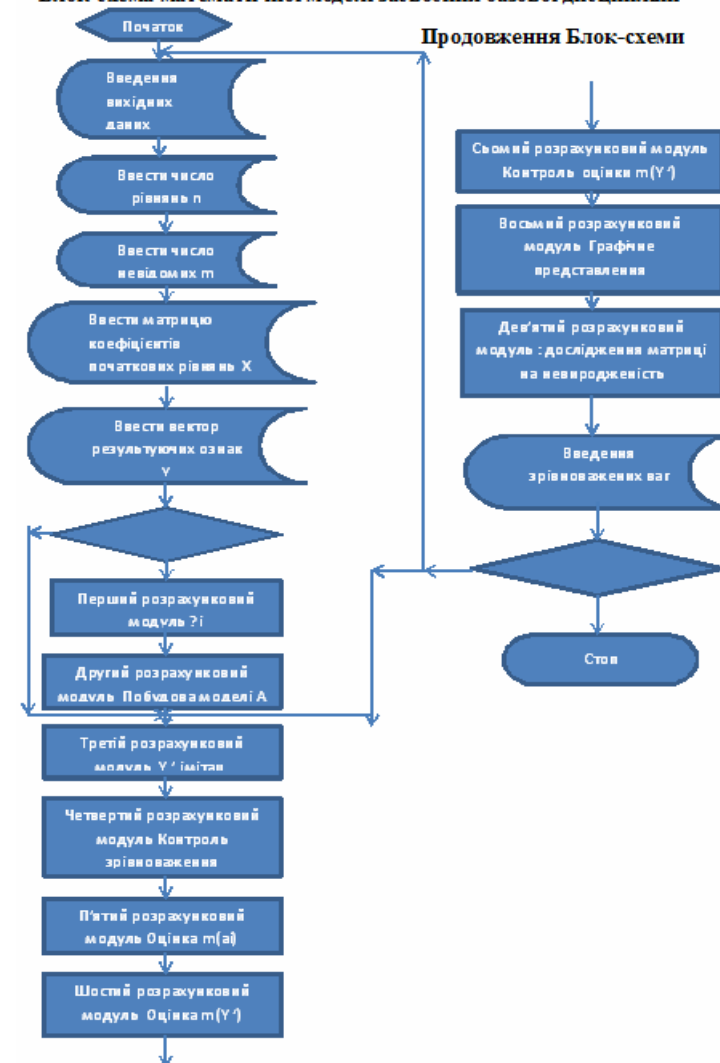 Початок
Введення
вихідних
даних
Ввести число
рівнянь n
Ввести число
невідомих m
Ввести матрицю
коефіцієнтів
початкових рівнянь X
Ввести вектор
результуючих ознак
Y
Перший розрахунковий
модуль ?i
Другий розрахунковий
модуль Побудова моделі А
Третій розрахунковий
модуль Y' імітац
Четвертий розрахунковий
модуль Контроль
зрівноваження
П'ятий розрахунковий
модуль Оцінка m(ai)
Шостий розрахунковий
модуль Оцінка m(Y')
Продовження Блок-схеми
Сьомий розрахунковий модуль
Контроль оцінки m(Y')
Восьмий розрахунковий
модуль Графічне
представлення
Дев'ятий розрахунковий
модуль : дослідження матриці
на невиродженість
Введення
зрівноважених ваг
Стоп